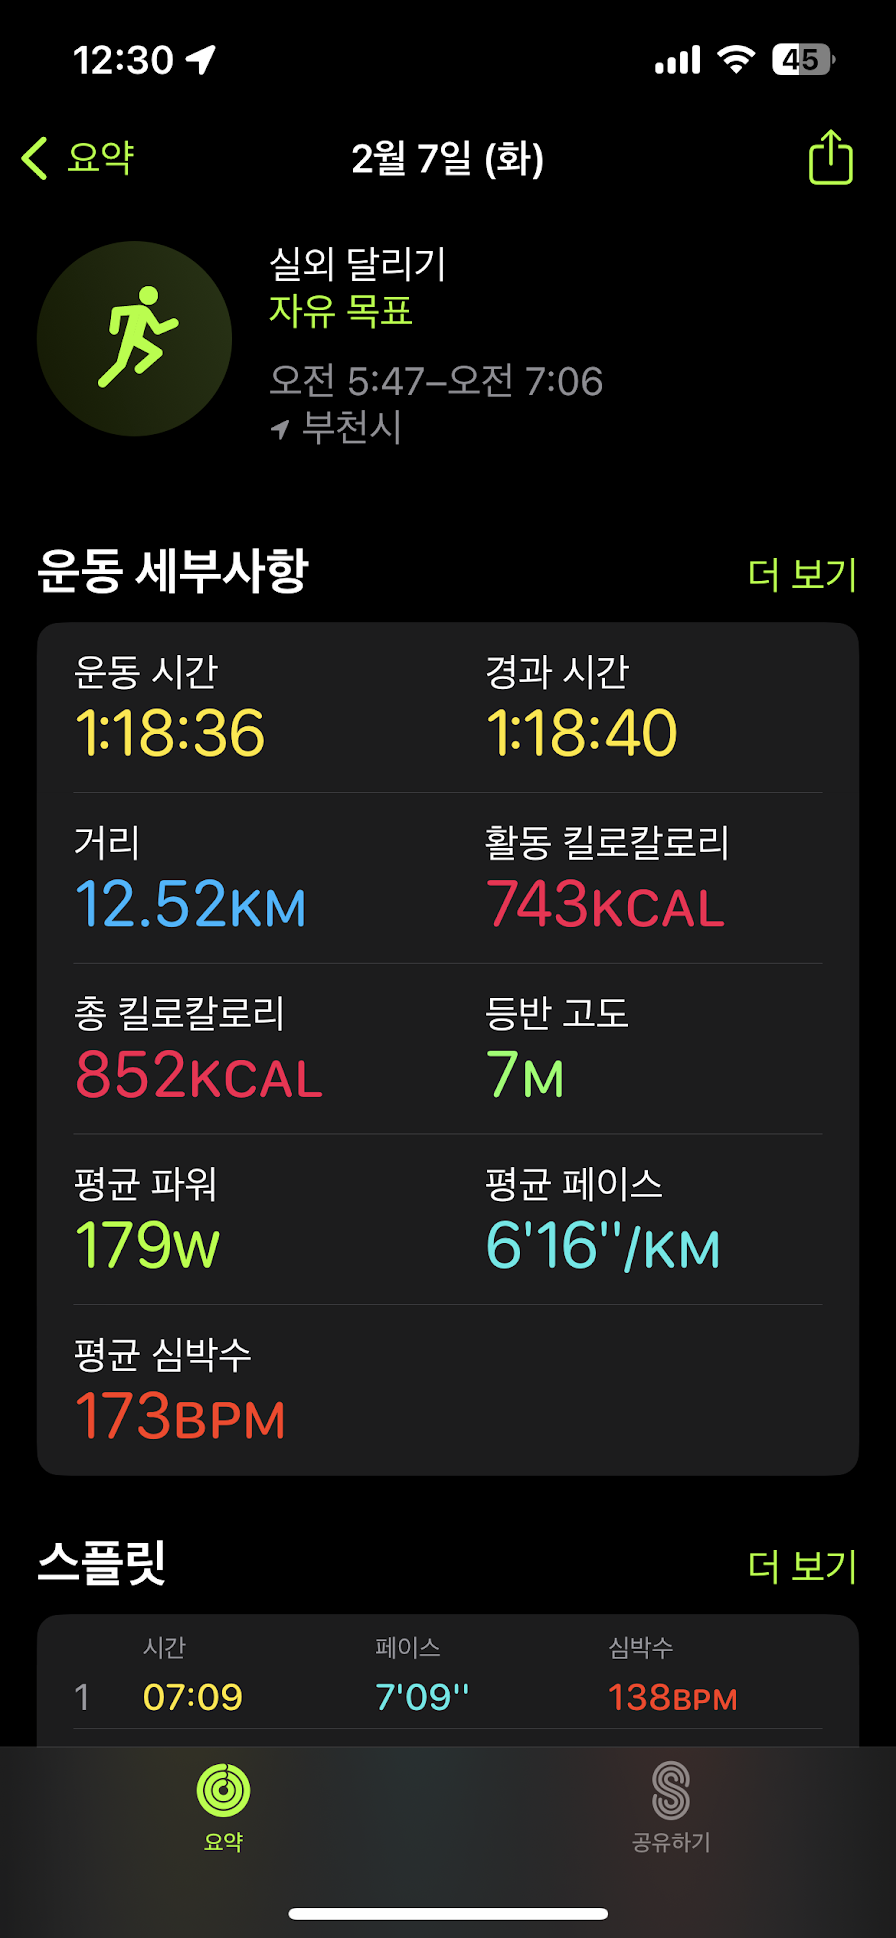 12:30
45
요약
2월 7일 (화)
실외 달리기
자유 목표
오전 5:47–오전 7:06
부천시
운동 세부사항
더 보기
운동 시간
경과 시간
1:18:36
1:18:40
거리
활동 킬로칼로리
12.52KM
743KCAL
총 킬로칼로리
등반 고도
852KCAL
7M
평균 파워
평균 페이스
179W
6'16"/KM
평균 심박수
173BPM
스플릿
더 보기
시간
페이스
심박수
1
07:09
7'09"
138BPM
요약
공유하기